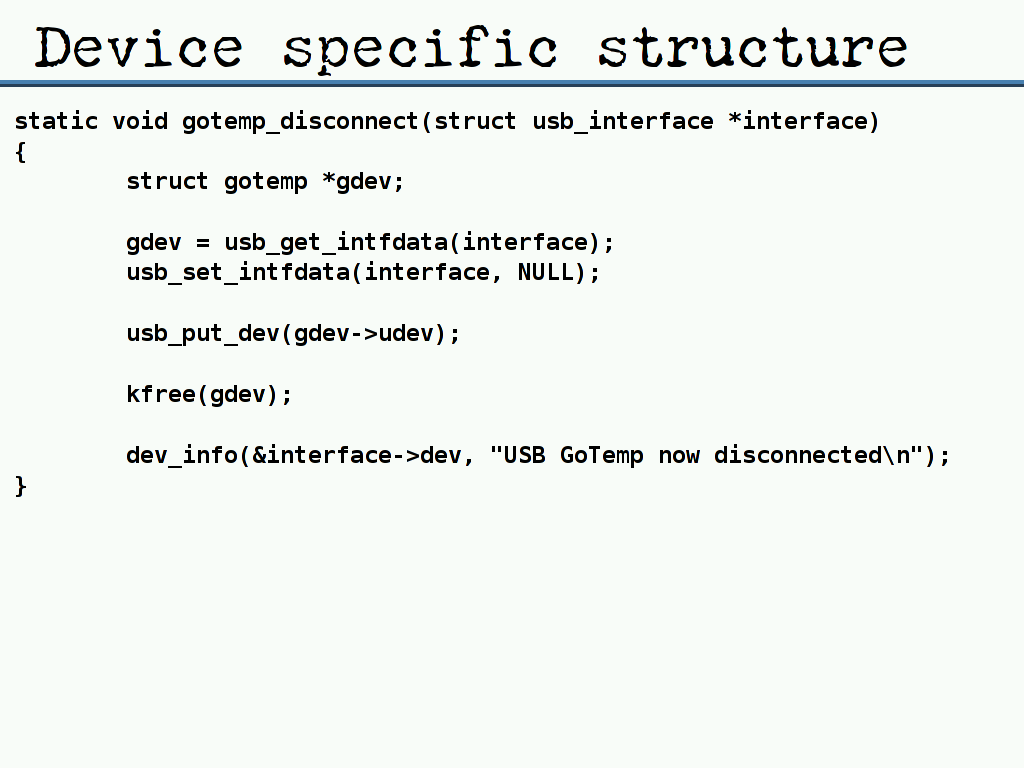 Device specific structure
static void gotemp_disconnect(struct usb_interface *interface)
{
        struct gotemp *gdev;

        gdev = usb_get_intfdata(interface);
        usb_set_intfdata(interface, NULL);

        usb_put_dev(gdev->udev);

        kfree(gdev);

        dev_info(&interface->dev, "USB GoTemp now disconnected\n");
}